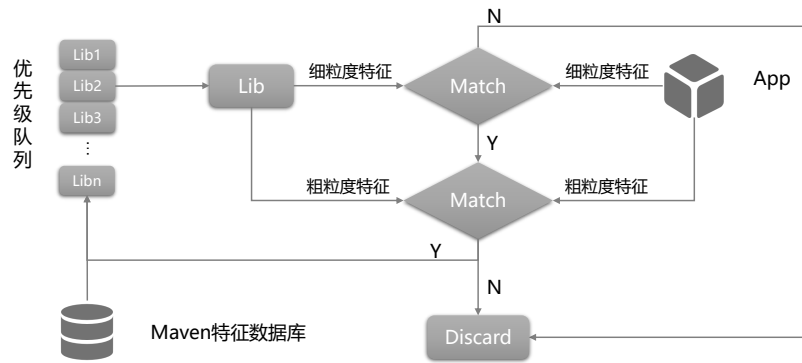 N
优先级队列
Lib1
Lib2
Lib3
...
Libn
Lib
细粒度特征
Match
细粒度特征
App
Y
粗粒度特征
Match
粗粒度特征
Y
N
Maven特征数据库
Discard